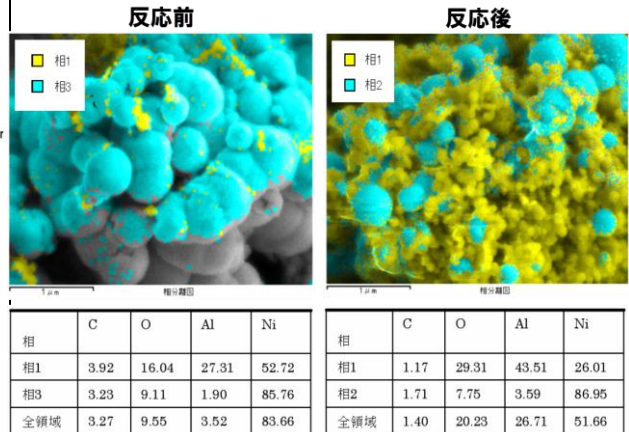 反応前
反応後
相1
相3
相1
相2
1μm
相分離図
1μm
相分離図
C O Al Ni
相
相1 3.92 16.04 27.31 52.72
相3 3.23 9.11 1.90 85.76
全領域 3.27 9.55 3.52 83.66
C O Al Ni
相
相1 1.17 29.31 43.51 26.01
相2 1.71 7.75 3.59 86.95
全領域 1.40 20.23 26.71 51.66